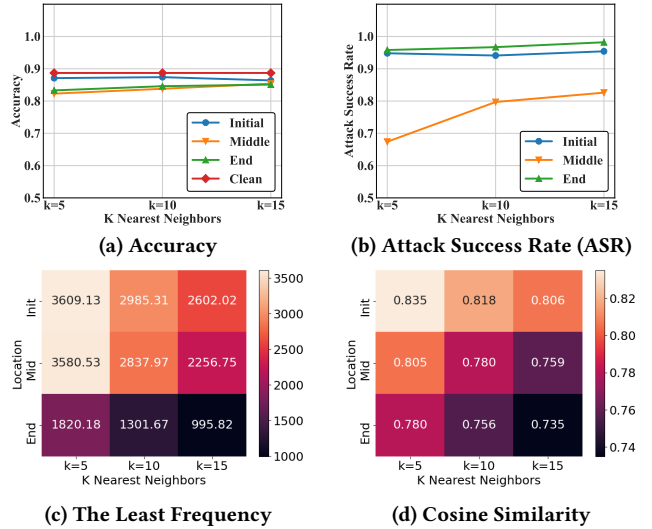 1.0
0.9
0.8
0.7
0.6
0.5
Accuracy
Initial
Middle
End
Clean
k=5 k=10 k=15
K Nearest Neighbors
(a) Accuracy
1.0
0.9
0.8
0.7
0.6
0.5
Attack Success Rate
Initial
Middle
End
k=5 k=10 k=15
K Nearest Neighbors
(b) Attack Success Rate (ASR)
Location
Init 3609.13 2985.31 2602.02
Mid 3580.53 2837.97 2256.75
End 1820.18 1301.67 995.82
k=5 k=10 k=15
K Nearest Neighbors
3500
3000
2500
2000
1500
1000
(c) The Least Frequency
Location
Init 0.835 0.818 0.806
Mid 0.805 0.780 0.759
End 0.780 0.756 0.735
k=5 k=10 k=15
K Nearest Neighbors
0.82
0.80
0.78
0.76
0.74
(d) Cosine Similarity